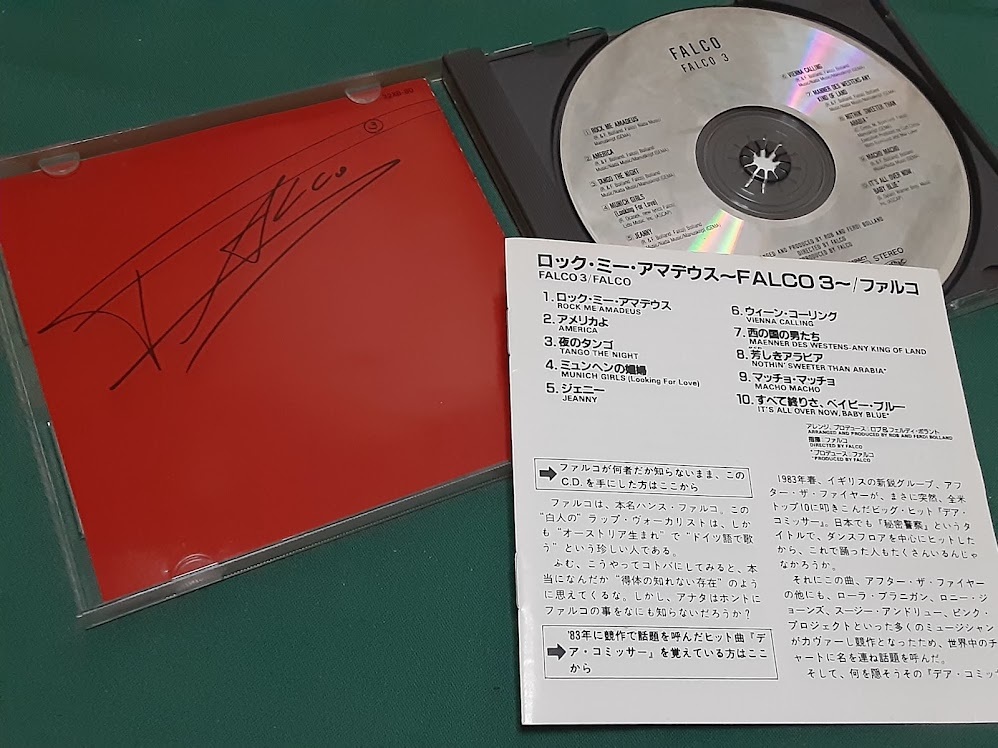 FALCO
3
FALCO
FALCO 3
① ROCK ME AMADEUS
② AMERICA
③ TANGO THE NIGHT
④ MUNICH GIRLS
(Looking For Love)
⑤ JEANNY
⑥ VIENNA CALLING
⑦ MÄNNER DES WESTENS-ANY
KING OF LAND
⑧ NOTHIN' SWEETER THAN
ARABIA*
⑨ MACHO MACHO
⑩ IT'S ALL OVER NOW,
BABY BLUE*
PRODUCED BY ROB AND FERDI BOLLAND
DIRECTED BY FALCO
STEREO
ロック・ミー・アマデウス〜FALCO 3〜/ファルコ
FALCO 3/FALCO
1. ロック・ミー・アマデウス
ROCK ME AMADEUS
2. アメリカよ
AMERICA
3. 夜のタンゴ
TANGO THE NIGHT
4. ミュンヘンの娼婦
MUNICH GIRLS (Looking For Love)
5. ジェニー
JEANNY
6. ウィーン・コーリング
VIENNA CALLING
7. 西の国の男たち
MAENNER DES WESTENS-ANY KING OF LAND
8. 芳しきアラビア
NOTHIN' SWEETER THAN ARABIA*
9. マッチョ・マッチョ
MACHO MACHO
10. すべて終りさ、ベイビー・ブルー
IT'S ALL OVER NOW, BABY BLUE*
アレンジ、プロデュース：ロブ&フェルディ・ボラント
ARRANGED AND PRODUCED BY ROB AND FERDI BOLLAND
指揮：ファルコ
DIRECTED BY FALCO
*プロデュース：ファルコ
*PRODUCED BY FALCO
ファルコが何者だか知らないまま、この
C.D.を手にした方はここから
ファルコは、本名ハンス・ファルコ。この
"白人の"ラップ・ヴォーカリストは、しか
も"オーストリア生まれ"で"ドイツ語で歌
う"という珍しい人である。
ふむ、こうやってコトバにしてみると、本
当になんだか"得体の知れない存在"のよう
に思えてくるな。しかし、アナタはホントに
ファルコの事をなにも知らないだろうか？
'83年に競作で話題を呼んだヒット曲『デ
ア・コミッサー』を覚えている方はここ
から
1983年春、イギリスの新鋭グループ、アフ
ター・ザ・ファイヤーが、まさに突然、全米
トップ10に叩きこんだビッグ・ヒット『デア・
コミッサー』。日本でも『秘密警察』というタ
イトルで、ダンスフロアを中心にヒットした
から、これで踊った人もたくさんいるんじゃ
なかろうか。
それにこの曲、アフター・ザ・ファイヤー
の他にも、ローラ・ブラニガン、ロニー・ジ
ョーンズ、スージー・アンドリュー、ピンク・
プロジェクトといった多くのミュージシャン
がカヴァーし競作となったため、世界中のチ
ャートに名を連ね話題を呼んだ。
そして、何を隠そうその『デア・コミッサ